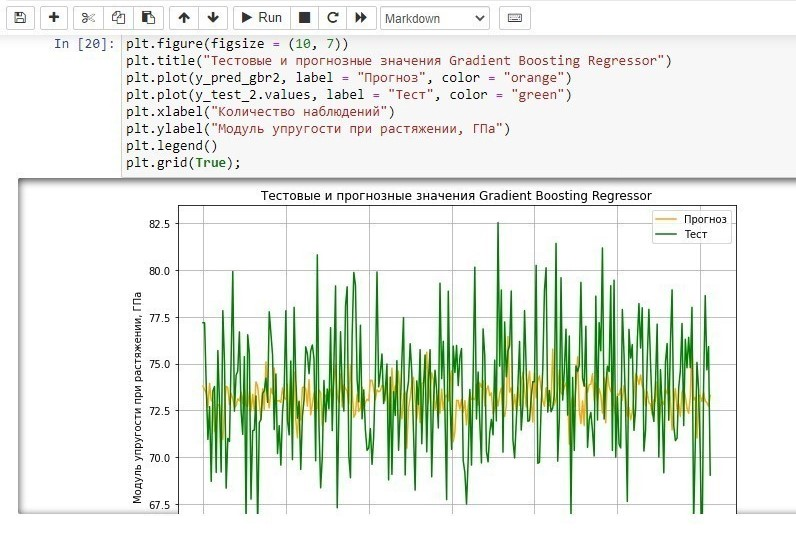 Run
Markdown
In [20]:
plt.figure(figsize = (10, 7))
plt.title("Тестовые и прогнозные значения Gradient Boosting Regressor")
plt.plot(y_pred_gbr2, label = "Прогноз", color = "orange")
plt.plot(y_test_2.values, label = "Тест", color = "green")
plt.xlabel("Количество наблюдений")
plt.ylabel("Модуль упругости при растяжении, ГПа")
plt.legend()
plt.grid(True);
Тестовые и прогнозные значения Gradient Boosting Regressor
Прогноз
Тест
82.5
80.0
77.5
75.0
72.5
70.0
67.5
Модуль упругости при растяжении, ГПа